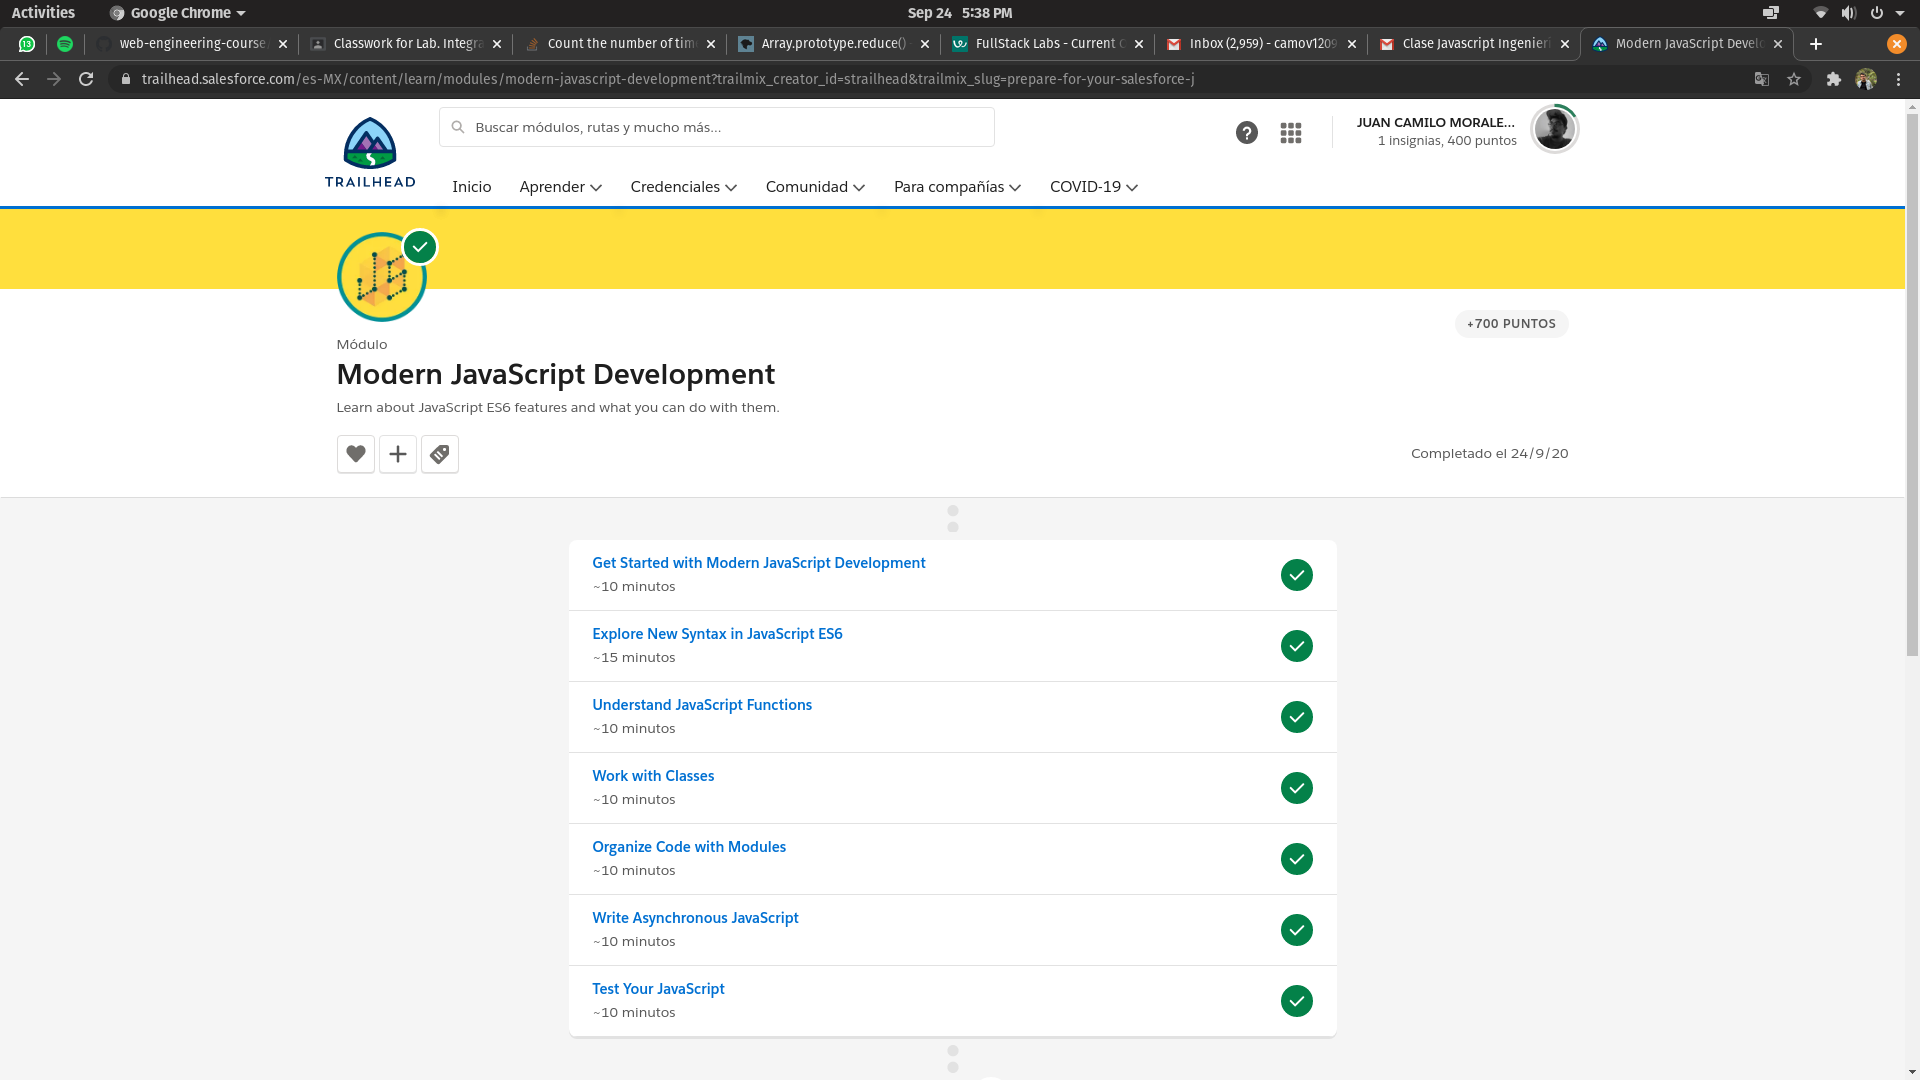 Activities
Google Chrome
Sep 24 5:38 PM
13
web-engineering-course
Classwork for Lab. Integra
Count the number of tim
Array.prototype.reduce()
FullStack Labs - Current C
Inbox (2,959) - camov1209
Clase Javascript Ingenieri
Modern JavaScript Develo
trailhead.salesforce.com/es-MX/content/learn/modules/modern-javascript-development?trailmix_creator_id=strailhead&trailmix_slug=prepare-for-your-salesforce-j
TRAILHEAD
Buscar módulos, rutas y mucho más...
JUAN CAMILO MORALE...
1 insignias, 400 puntos
Inicio
Aprender
Credenciales
Comunidad
Para compañías
COVID-19
+700 PUNTOS
Módulo
Modern JavaScript Development
Learn about JavaScript ES6 features and what you can do with them.
Completado el 24/9/20
Get Started with Modern JavaScript Development
~10 minutos
Explore New Syntax in JavaScript ES6
~15 minutos
Understand JavaScript Functions
~10 minutos
Work with Classes
~10 minutos
Organize Code with Modules
~10 minutos
Write Asynchronous JavaScript
~10 minutos
Test Your JavaScript
~10 minutos